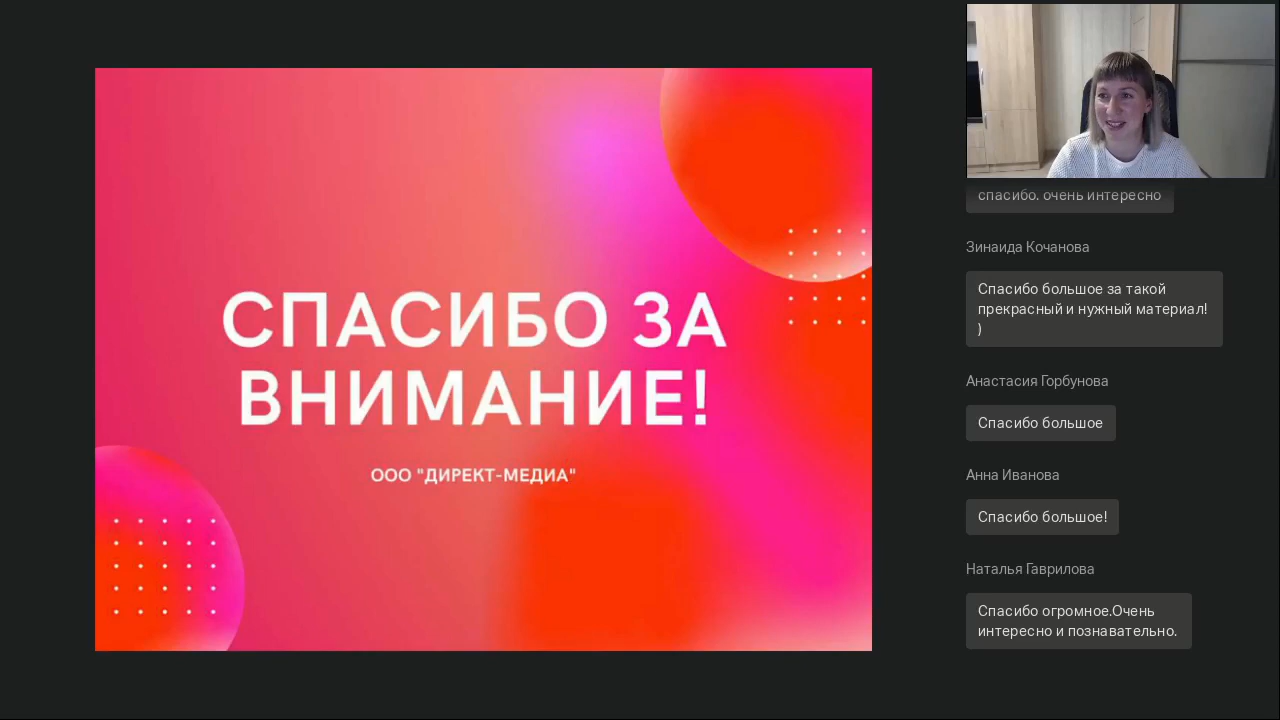 СПАСИБО ЗА
ВНИМАНИЕ!
ООО "ДИРЕКТ-МЕДИА"
спасибо. очень интересно
Зинаида Кочанова
Спасибо большое за такой
прекрасный и нужный материал!
)
Анастасия Горбунова
Спасибо большое
Анна Иванова
Спасибо большое!
Наталья Гаврилова
Спасибо огромное.Очень
интересно и познавательно.